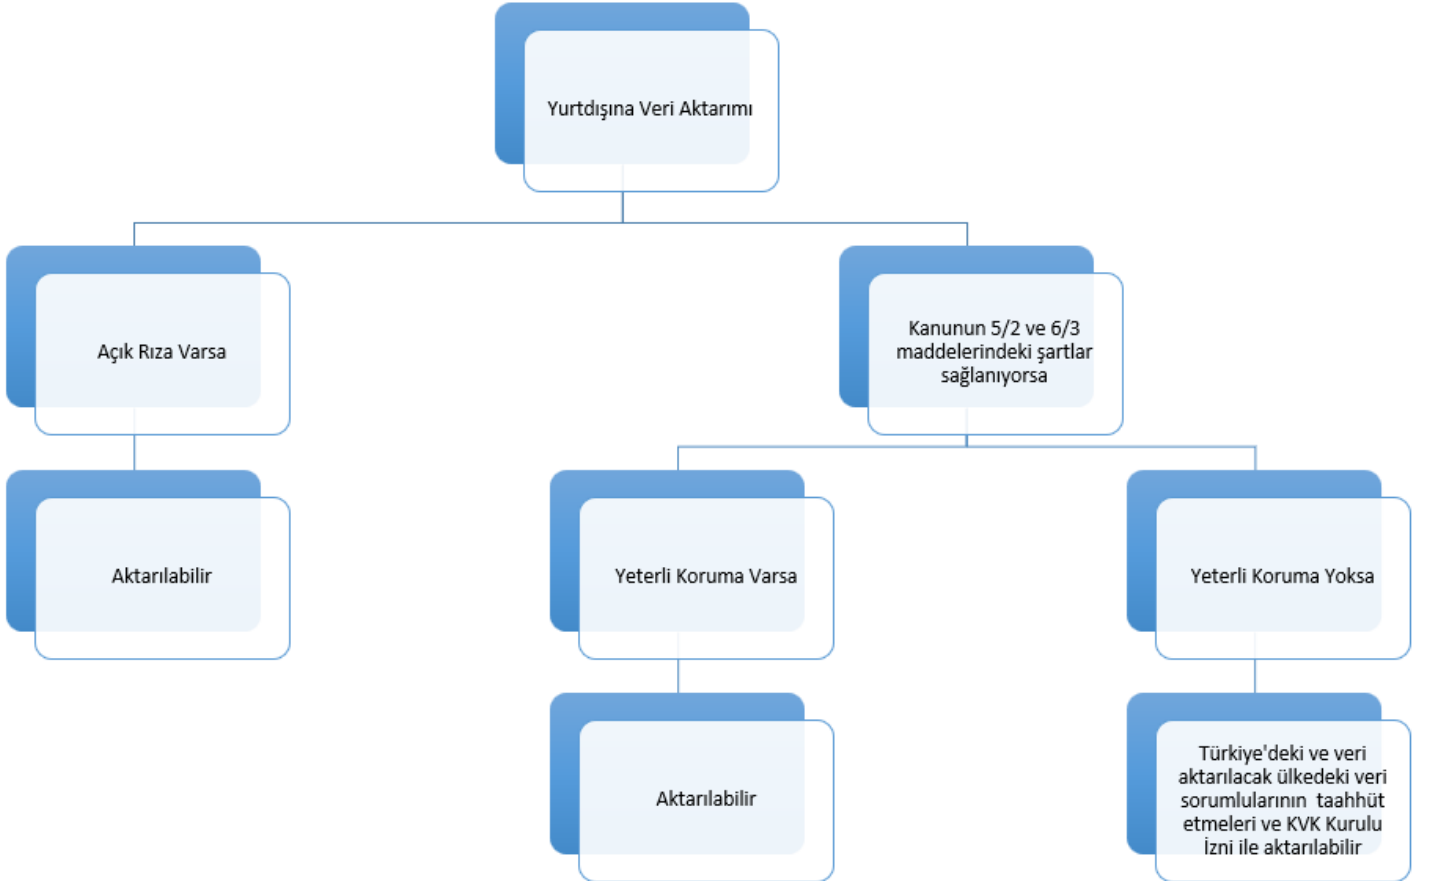 Yurtdışına Veri Aktarımı
Açık Rıza Varsa
Kanunun 5/2 ve 6/3
maddelerindeki şartlar
sağlanıyorsa
Aktarılabilir
Yeterli Koruma Varsa
Yeterli Koruma Yoksa
Aktarılabilir
Türkiye'deki ve veri
aktarılacak ülkedeki veri
sorumlularının taahhüt
etmeleri ve KVK Kurulu
İzni ile aktarılabilir